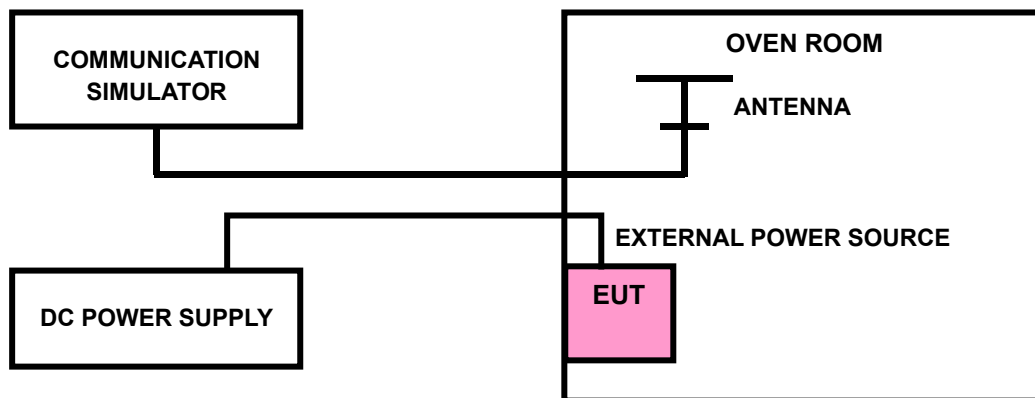 COMMUNICATION
SIMULATOR
OVEN ROOM
ANTENNA
EXTERNAL POWER SOURCE
DC POWER SUPPLY
EUT